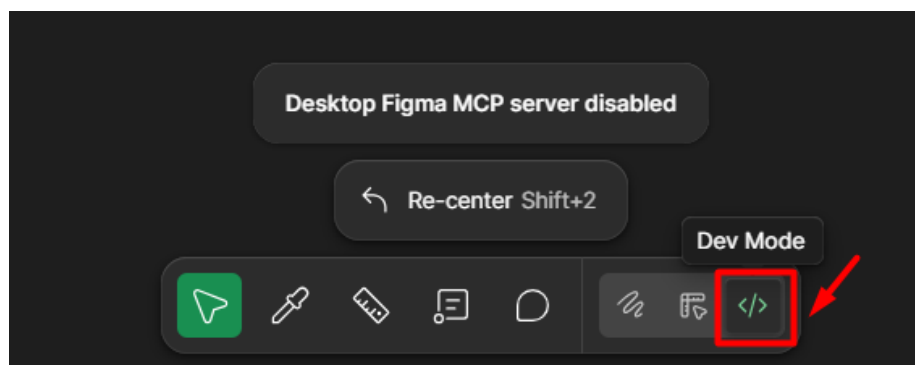 Desktop Figma MCP server disabled
Re-center Shift+2
Dev Mode